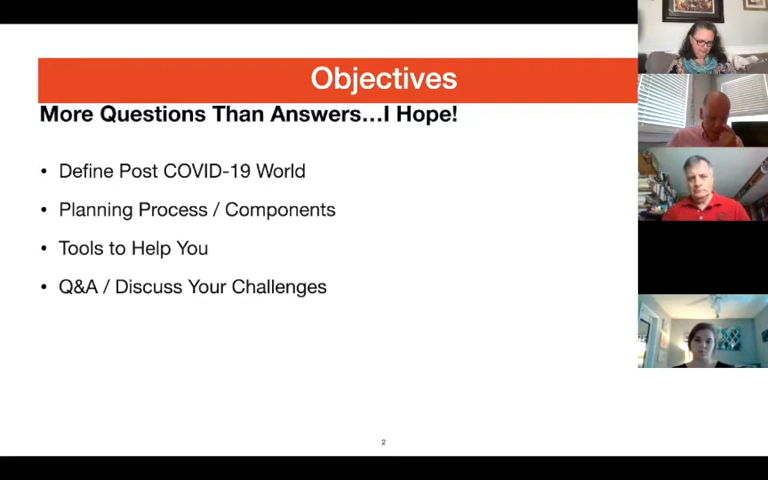 Objectives
More Questions Than Answers…I Hope!
• Define Post COVID-19 World
• Planning Process / Components
• Tools to Help You
• Q&A / Discuss Your Challenges
2